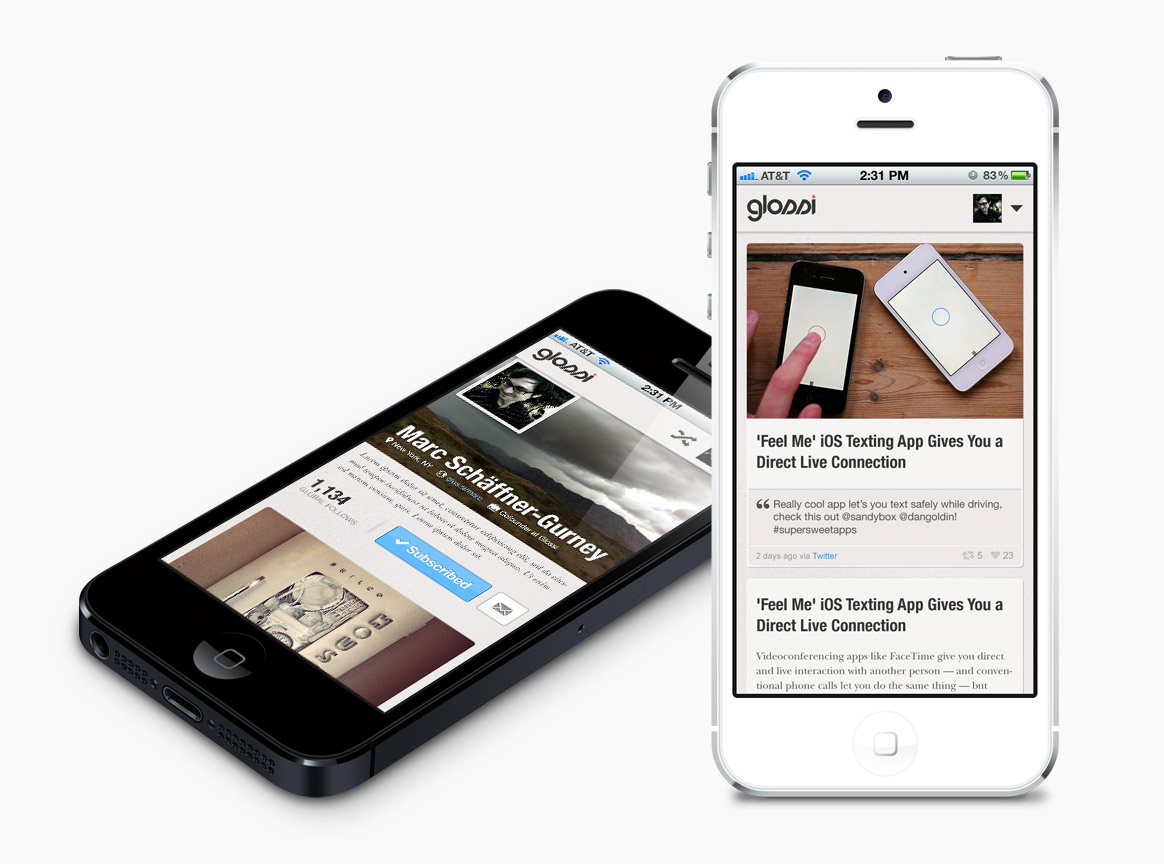 AT&T
2:31 PM
glossi
Marc Schäffner-Gurney
New York, NY
Cofounder at Glossi
1,134
GLOBAL FOLLOWS
Subscribed
PHILCO
AT&T 2:31 PM 83%
glossi
'Feel Me' iOS Texting App Gives You a
Direct Live Connection
“ Really cool app let's you text safely while driving,
check this out @sandybox @dangoldin!
#supersweetapps
2 days ago via Twitter 5 23
'Feel Me' iOS Texting App Gives You a
Direct Live Connection
Videoconferencing apps like FaceTime give you direct
and live interaction with another person — and conven-
tional phone calls let you do the same thing — but